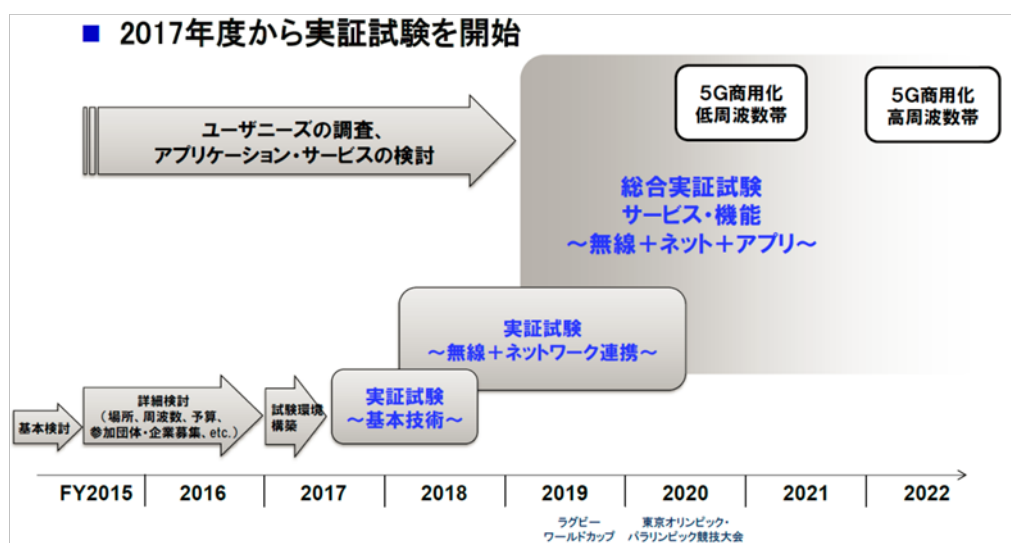 ■ 2017年度から実証試験を開始
ユーザニーズの調査、
アプリケーション・サービスの検討
5G商用化
低周波数帯
5G商用化
高周波数帯
総合実証試験
サービス・機能
～無線＋ネット＋アプリ～
実証試験
～無線＋ネットワーク連携～
実証試験
～基本技術～
基本検討
詳細検討
（場所、周波数、予算、
参加団体・企業募集、etc.）
試験環境
構築
FY2015
2016
2017
2018
2019
2020
2021
2022
ラグビー
ワールドカップ
東京オリンピック・
パラリンピック競技大会